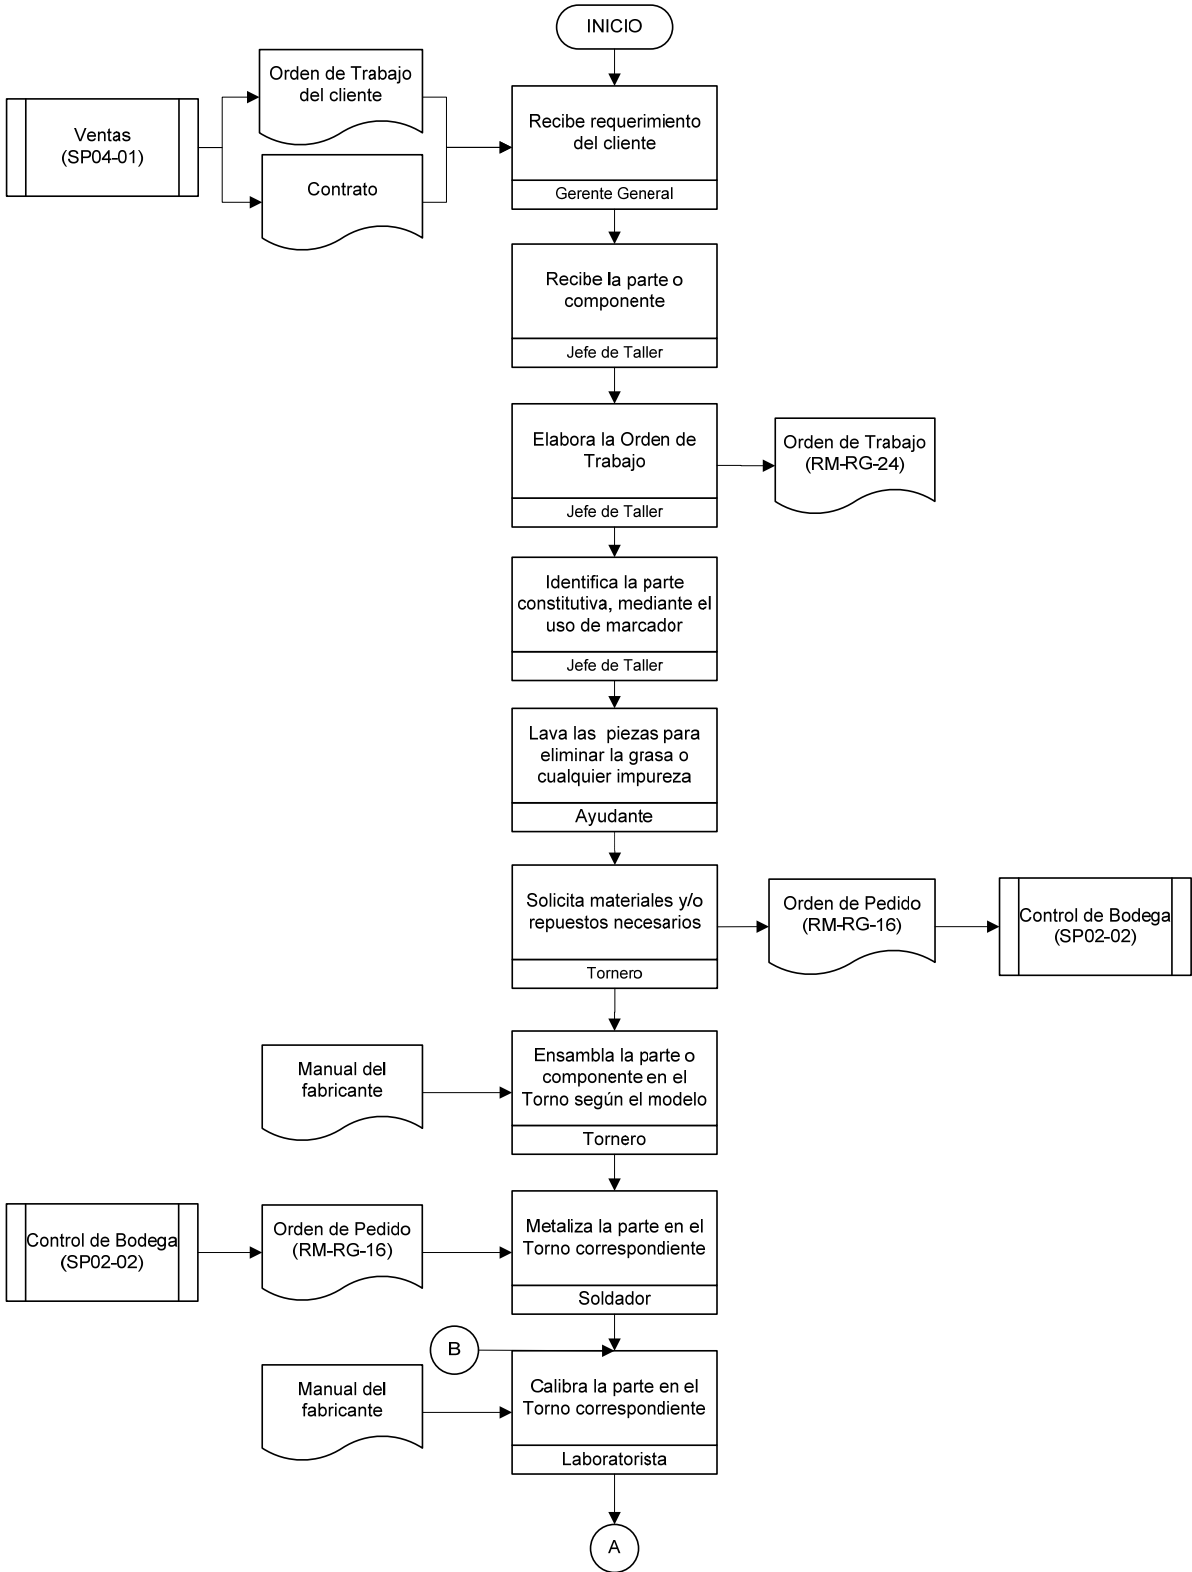 INICIO
Orden de Trabajo
del cliente
Ventas
(SP04-01)
Contrato
Recibe requerimiento
del cliente
Gerente General
Recibe la parte o
componente
Jefe de Taller
Elabora la Orden de
Trabajo
Jefe de Taller
Orden de Trabajo
(RM-RG-24)
Identifica la parte
constitutiva, mediante el
uso de marcador
Jefe de Taller
Lava las piezas para
eliminar la grasa o
cualquier impureza
Ayudante
Solicita materiales y/o
repuestos necesarios
Tornero
Orden de Pedido
(RM-RG-16)
Control de Bodega
(SP02-02)
Manual del
fabricante
Ensambla la parte o
componente en el
Torno según el modelo
Tornero
Control de Bodega
(SP02-02)
Orden de Pedido
(RM-RG-16)
Metaliza la parte en el
Torno correspondiente
Soldador
B
Manual del
fabricante
Calibra la parte en el
Torno correspondiente
Laboratorista
A